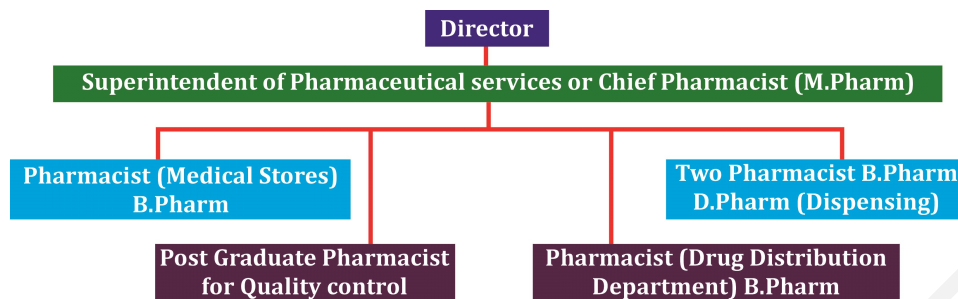 Director
Superintendent of Pharmaceutical services or Chief Pharmacist (M.Pharm)
Pharmacist (Medical Stores)
B.Pharm
Two Pharmacist B.Pharm
D.Pharm (Dispensing)
Post Graduate Pharmacist
for Quality control
Pharmacist (Drug Distribution
Department) B.Pharm